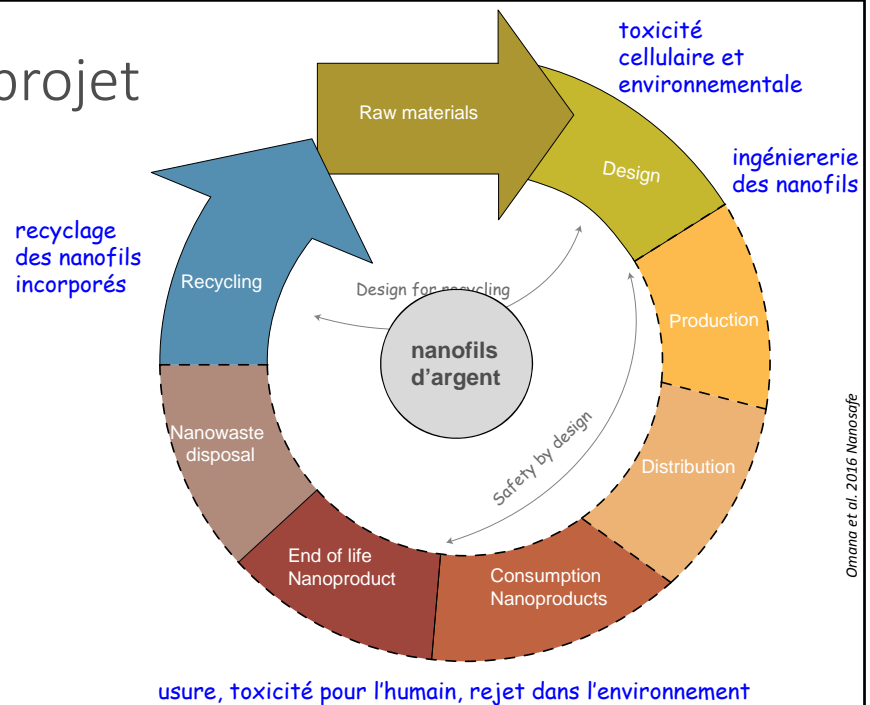 projet
toxicité
cellulaire et
environnementale
Raw materials
Design
ingéniererie
des nanofils
recyclage
des nanofils
incorporés
Recycling
Design for recycling
Production
nanofils
d'argent
Nanowaste
disposal
Safety by design
Distribution
Omana et al. 2016 Nanosafe
End of life
Nanoproduct
Consumption
Nanoproducts
usure, toxicité pour l'humain, rejet dans l'environnement